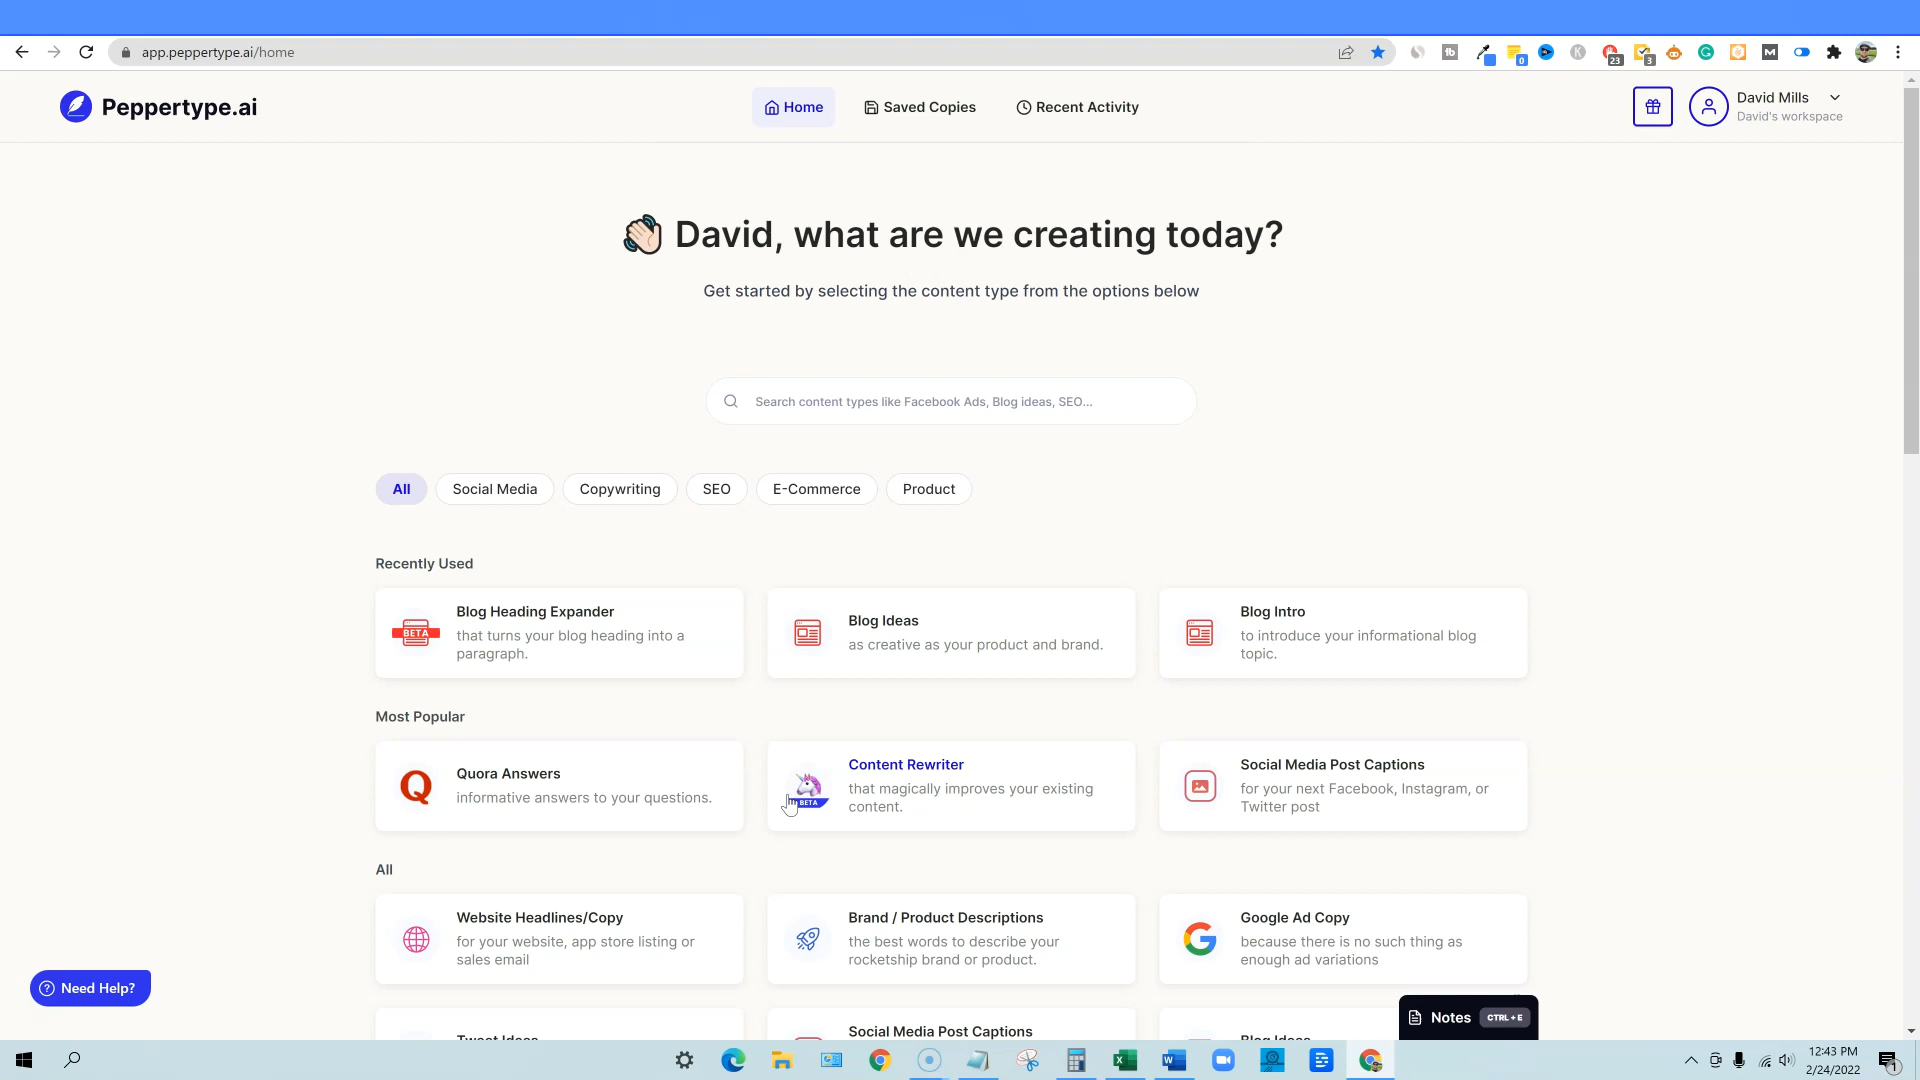 app.peppertype.ai/home
0
23
3
Peppertype.ai
Home
Saved Copies
Recent Activity
David Mills
David's workspace
David, what are we creating today?
Get started by selecting the content type from the options below
Search content types like Facebook Ads, Blog ideas, SEO...
All
Social Media
Copywriting
SEO
E-Commerce
Product
Recently Used
BETA
Blog Heading Expander
that turns your blog heading into a
paragraph.
Blog Ideas
as creative as your product and brand.
Blog Intro
to introduce your informational blog
topic.
Most Popular
Quora Answers
informative answers to your questions.
BETA
Content Rewriter
that magically improves your existing
content.
Social Media Post Captions
for your next Facebook, Instagram, or
Twitter post
All
Website Headlines/Copy
for your website, app store listing or
sales email
Brand / Product Descriptions
the best words to describe your
rocketship brand or product.
Google Ad Copy
because there is no such thing as
enough ad variations
Need Help?
Tweet Ideas
Social Media Post Captions
Blog Ideas
Notes
CTRL + E
12:43 PM
2/24/2022
1